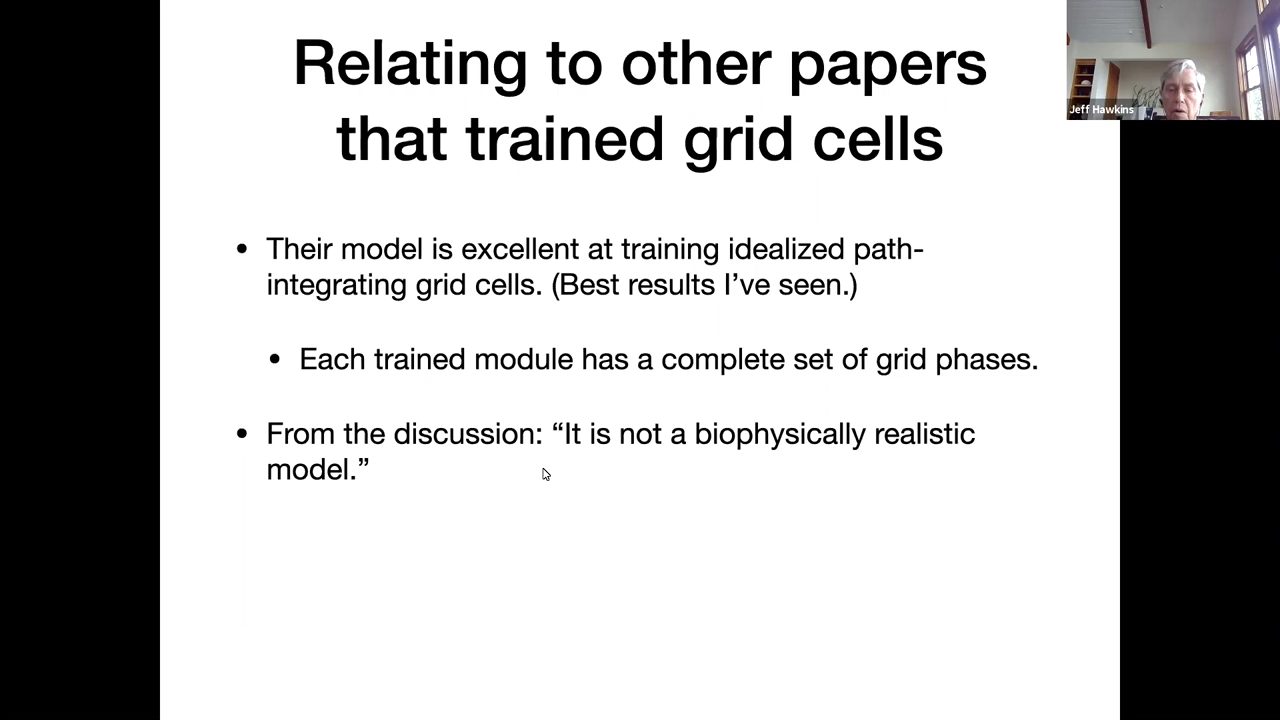 Relating to other papers
that trained grid cells
Jeff Hawkins
• Their model is excellent at training idealized path-
integrating grid cells. (Best results I’ve seen.)
• Each trained module has a complete set of grid phases.
• From the discussion: “It is not a biophysically realistic
model.”